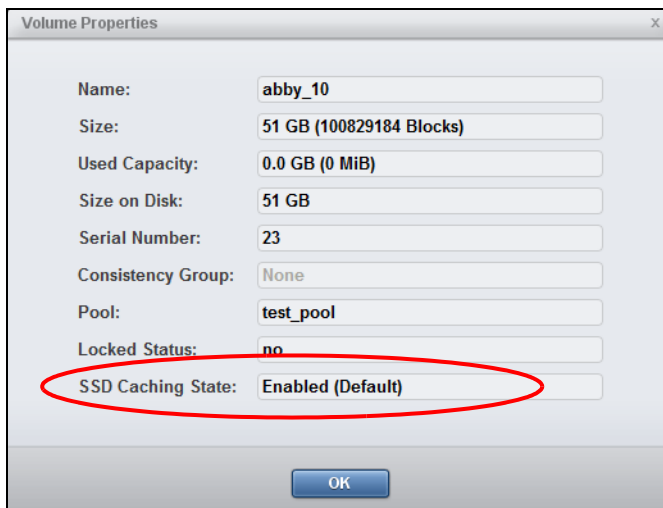 Volume Properties x
Name: abby_10
Size: 51 GB (100829184 Blocks)
Used Capacity: 0.0 GB (0 MiB)
Size on Disk: 51 GB
Serial Number: 23
Consistency Group: None
Pool: test_pool
Locked Status: no
SSD Caching State: Enabled (Default)
OK